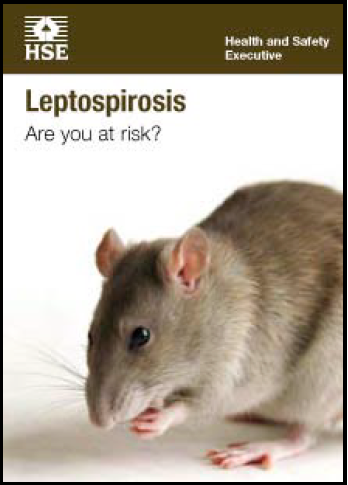 HSE
Health and Safety
Executive
Leptospirosis
Are you at risk?